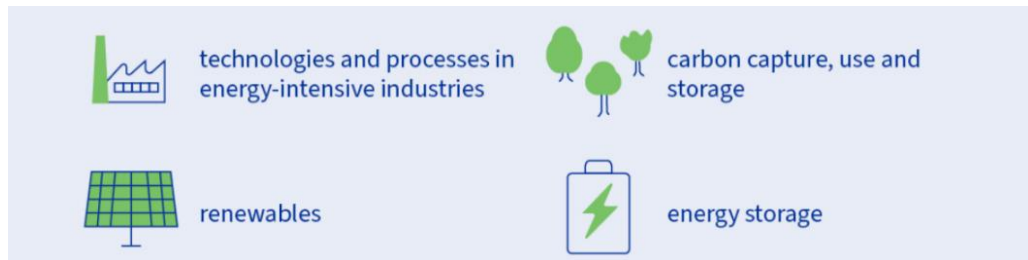 technologies and processes in
energy-intensive industries
carbon capture, use and
storage
renewables
energy storage